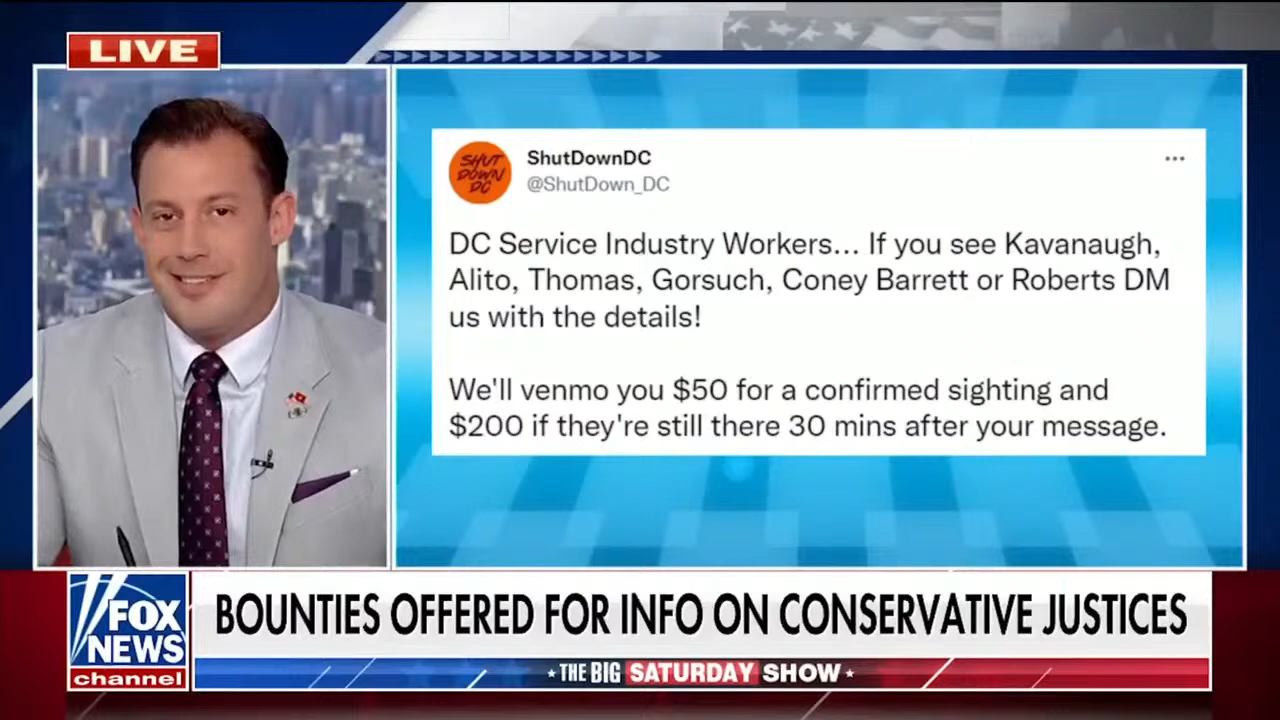 LIVE
SHUT
DOWN
DC
ShutDownDC
@ShutDown_DC
DC Service Industry Workers... If you see Kavanaugh,
Alito, Thomas, Gorsuch, Coney Barrett or Roberts DM
us with the details!
We'll venmo you $50 for a confirmed sighting and
$200 if they're still there 30 mins after your message.
FOX
NEWS
channel
BOUNTIES OFFERED FOR INFO ON CONSERVATIVE JUSTICES
THE BIG SATURDAY SHOW